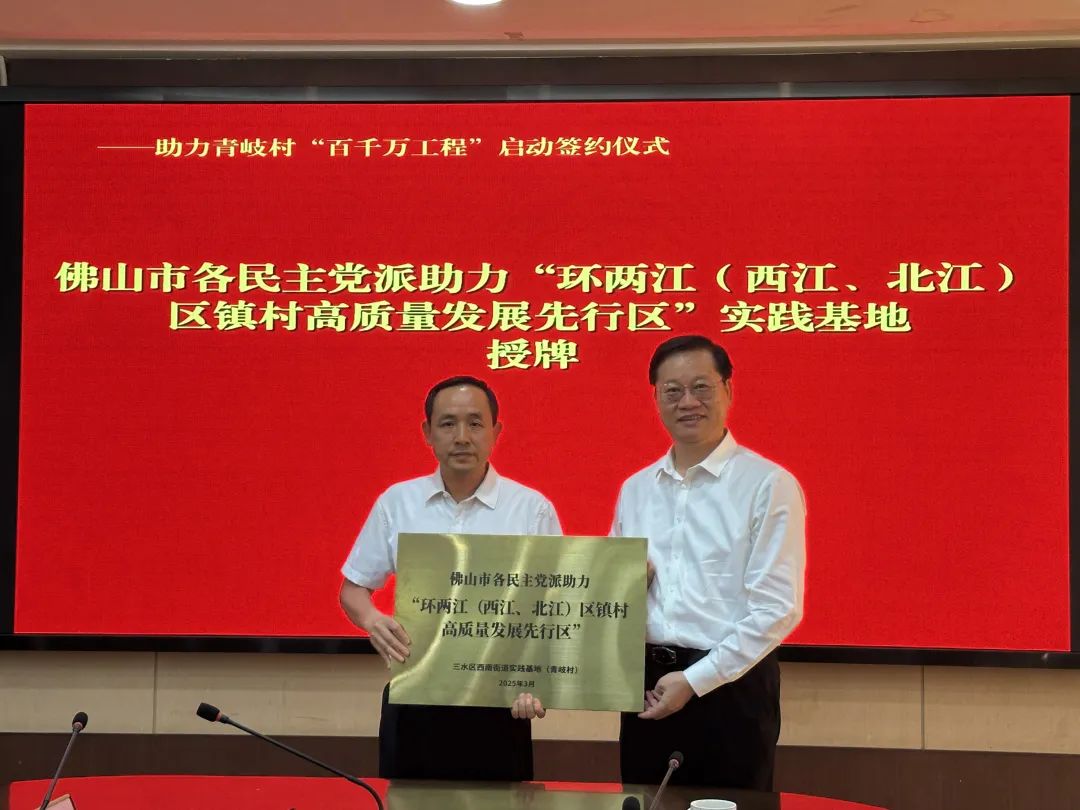 ——助力青岐村“百千万工程”启动签约仪式
佛山市各民主党派助力“环两江（西江、北江）
区镇村高质量发展先行区”实践基地
授牌
佛山市各民主党派助力
“环两江（西江、北江）区镇村
高质量发展先行区”
三水区西南街道实践基地（青岐村）
2025年3月